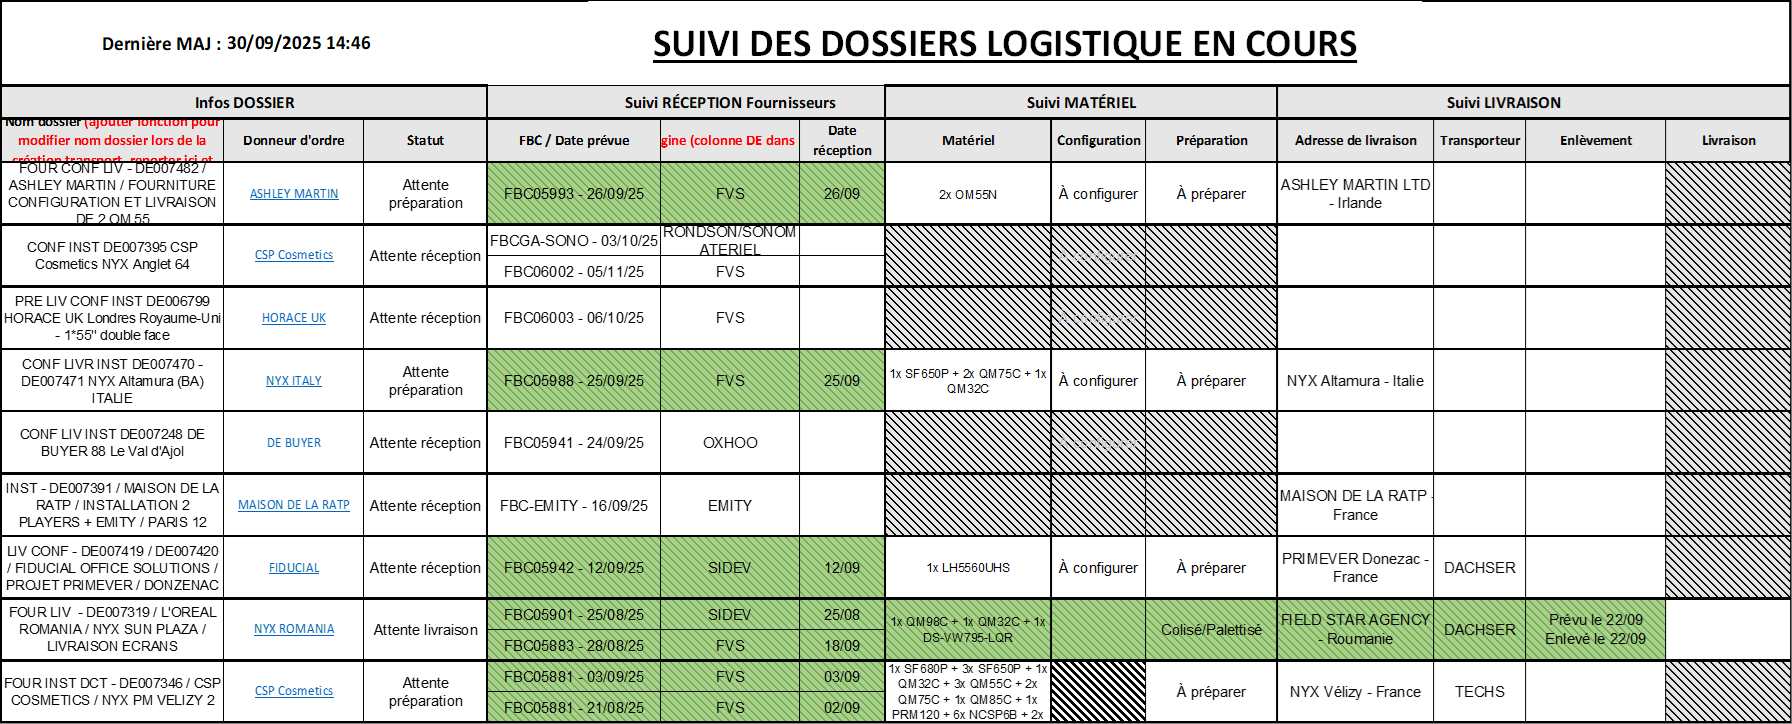 Dernière MAJ : 30/09/2025 14:46
SUIVI DES DOSSIERS LOGISTIQUE EN COURS
Infos DOSSIER
Suivi RÉCEPTION Fournisseurs
Suivi MATÉRIEL
Suivi LIVRAISON
Nom dossier (ajouter fonction pour
modifier nom dossier lors de la
création transport, reporter ici et
Donneur d'ordre
Statut
FBC / Date prévue
gine (colonne DE dans
Date
réception
Matériel
Configuration
Préparation
Adresse de livraison
Transporteur
Enlèvement
Livraison
FOUR CONF LIV - DE007482 /
ASHLEY MARTIN / FOURNITURE
CONFIGURATION ET LIVRAISON
DE 2 OM 55
ASHLEY MARTIN
Attente
préparation
FBC05993 - 26/09/25
FVS
26/09
2x OM55N
À configurer
À préparer
ASHLEY MARTIN LTD
- Irlande
CONF INST DE007395 CSP
Cosmetics NYX Anglet 64
CSP Cosmetics
Attente réception
FBCGA-SONO - 03/10/25
RONDSON/SONOM
ATERIEL
FBC06002 - 05/11/25
FVS
À configurer
PRE LIV CONF INST DE006799
HORACE UK Londres Royaume-Uni
- 1*55" double face
HORACE UK
Attente réception
FBC06003 - 06/10/25
FVS
À configurer
CONF LIVR INST DE007470 -
DE007471 NYX Altamura (BA)
ITALIE
NYX ITALY
Attente
préparation
FBC05988 - 25/09/25
FVS
25/09
1x SF650P + 2x QM75C + 1x
QM32C
À configurer
À préparer
NYX Altamura - Italie
CONF LIV INST DE007248 DE
BUYER 88 Le Val d'Ajol
DE BUYER
Attente réception
FBC05941 - 24/09/25
OXHOO
À configurer
INST - DE007391 / MAISON DE LA
RATP / INSTALLATION 2
PLAYERS + EMITY / PARIS 12
MAISON DE LA RATP
Attente réception
FBC-EMITY - 16/09/25
EMITY
MAISON DE LA RATP -
France
LIV CONF - DE007419 / DE007420
/ FIDUCIAL OFFICE SOLUTIONS /
PROJET PRIMEVER / DONZENAC
FIDUCIAL
Attente réception
FBC05942 - 12/09/25
SIDEV
12/09
1x LH5560UHS
À configurer
À préparer
PRIMEVER Donezac -
France
DACHSER
FOUR LIV - DE007319 / L'OREAL
ROMANIA / NYX SUN PLAZA /
LIVRAISON ECRANS
NYX ROMANIA
Attente livraison
FBC05901 - 25/08/25
SIDEV
25/08
FBC05883 - 28/08/25
FVS
18/09
1x QM98C + 1x QM32C + 1x
DS-VW795-LQR
Colisé/Palettisé
FIELD STAR AGENCY
- Roumanie
DACHSER
Prévu le 22/09
Enlevé le 22/09
FOUR INST DCT - DE007346 / CSP
COSMETICS / NYX PM VELIZY 2
CSP Cosmetics
Attente
préparation
FBC05881 - 03/09/25
FVS
03/09
FBC05881 - 21/08/25
FVS
02/09
1x SF680P + 3x SF650P + 1x
QM32C + 3x QM55C + 2x
QM75C + 1x QM85C + 1x
PRM120 + 6x NCSP6B + 2x
À préparer
NYX Vélizy - France
TECHS